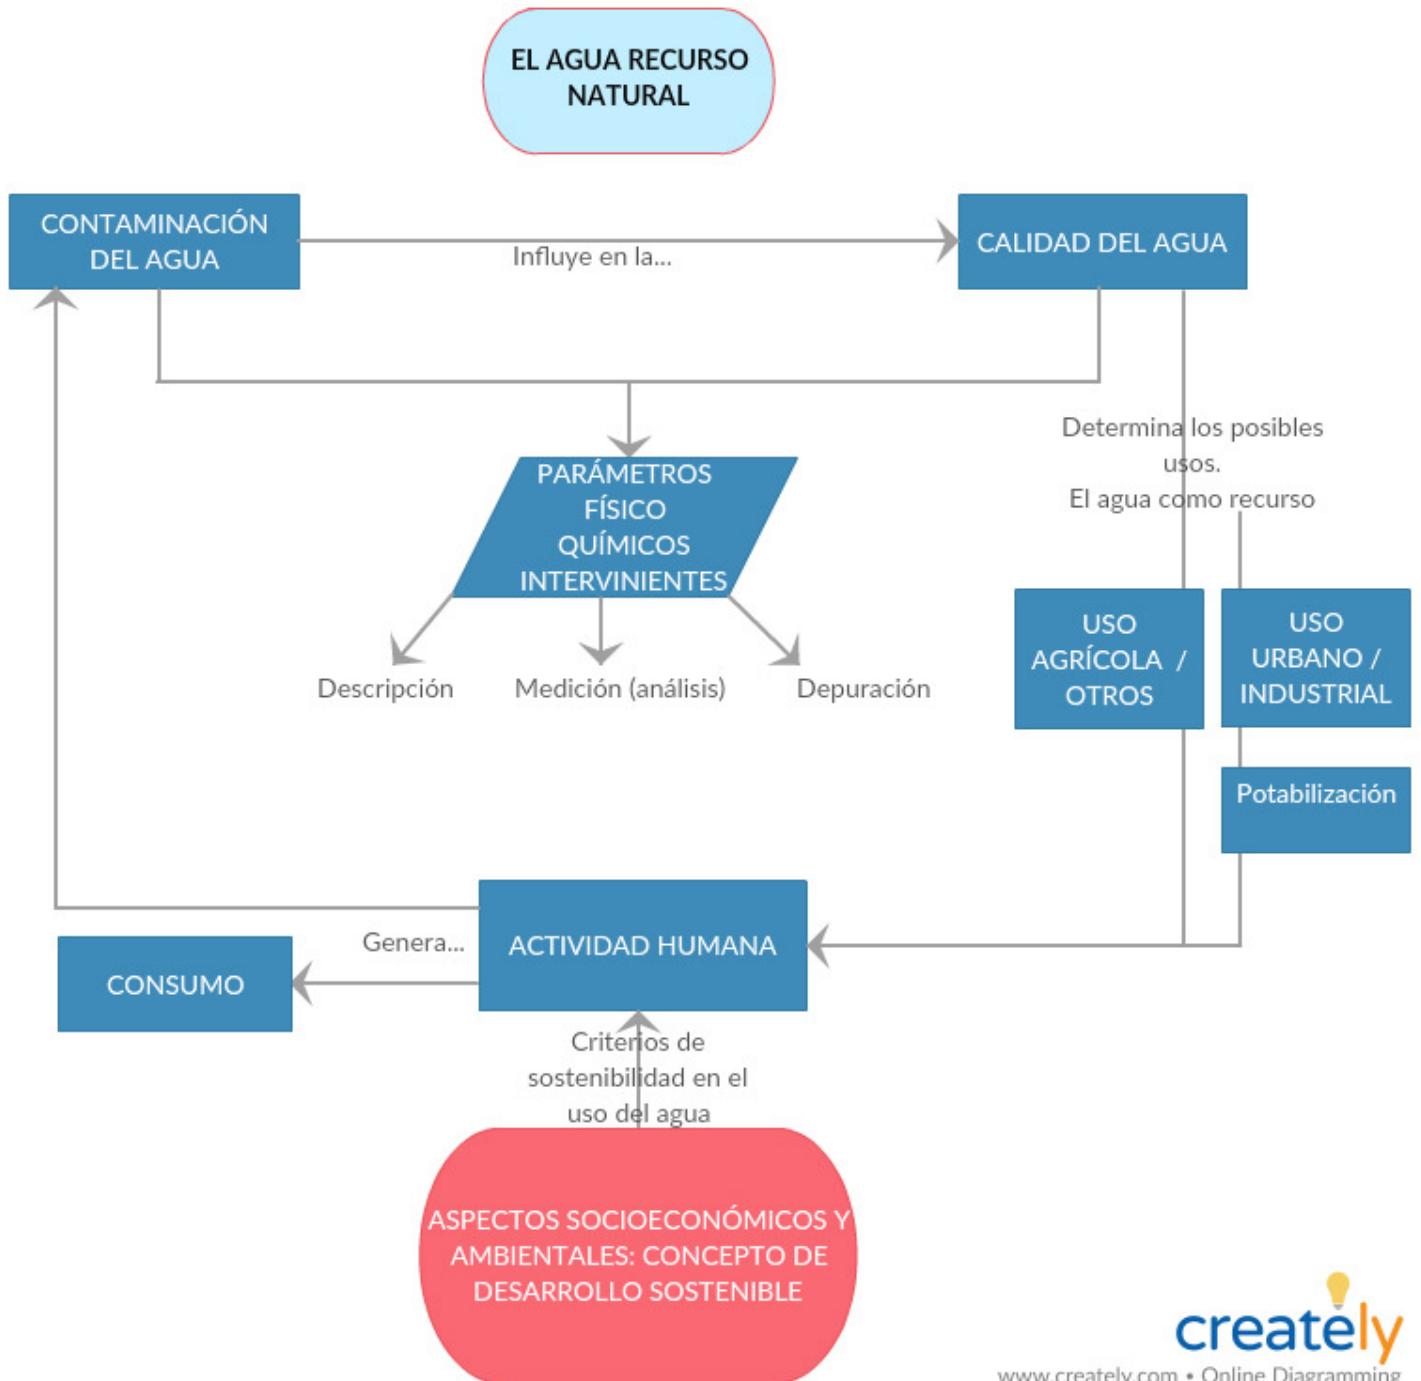 EL AGUA RECURSO
NATURAL
CONTAMINACIÓN
DEL AGUA
Influye en la...
CALIDAD DEL AGUA
Determina los posibles
usos.
El agua como recurso
PARÁMETROS
FÍSICO
QUÍMICOS
INTERVINIENTES
Descripción
Medición (análisis)
Depuración
USO
AGRÍCOLA /
OTROS
USO
URBANO /
INDUSTRIAL
Potabilización
Genera...
ACTIVIDAD HUMANA
CONSUMO
Criterios de
sostenibilidad en el
uso del agua
ASPECTOS SOCIOECONÓMICOS Y
AMBIENTALES: CONCEPTO DE
DESARROLLO SOSTENIBLE
creately
www.creately.com • Online Diagramming